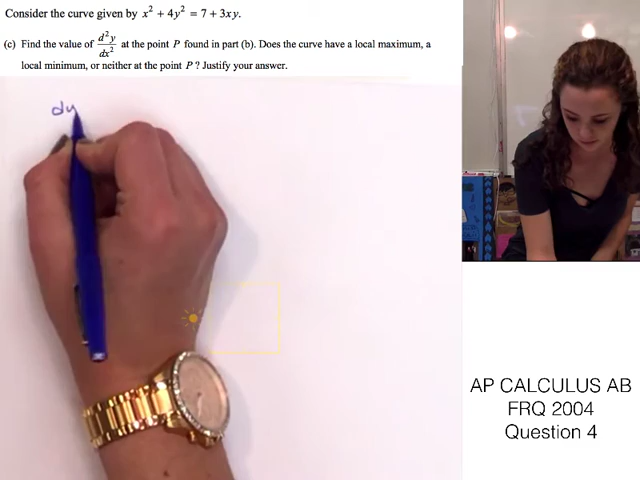 Consider the curve given by x² + 4y² = 7 + 3xy.
(c) Find the value of d²y/dx² at the point P found in part (b). Does the curve have a local maximum, a
local minimum, or neither at the point P ? Justify your answer.
dy
AP CALCULUS AB
FRQ 2004
Question 4